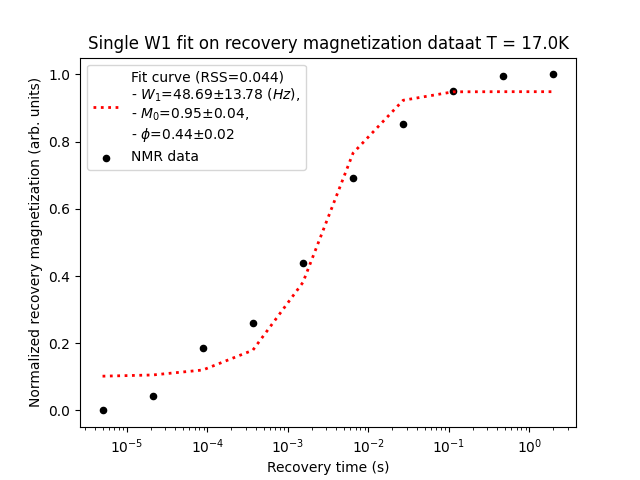 Single W1 fit on recovery magnetization dataat T = 17.0K
Normalized recovery magnetization (arb. units)
1.0
0.8
0.6
0.4
0.2
0.0
Fit curve (RSS=0.044)
- W₁=48.69±13.78 (Hz),
- M₀=0.95±0.04,
- ϕ=0.44±0.02
NMR data
10⁻⁵ 10⁻⁴ 10⁻³ 10⁻² 10⁻¹ 10⁰
Recovery time (s)